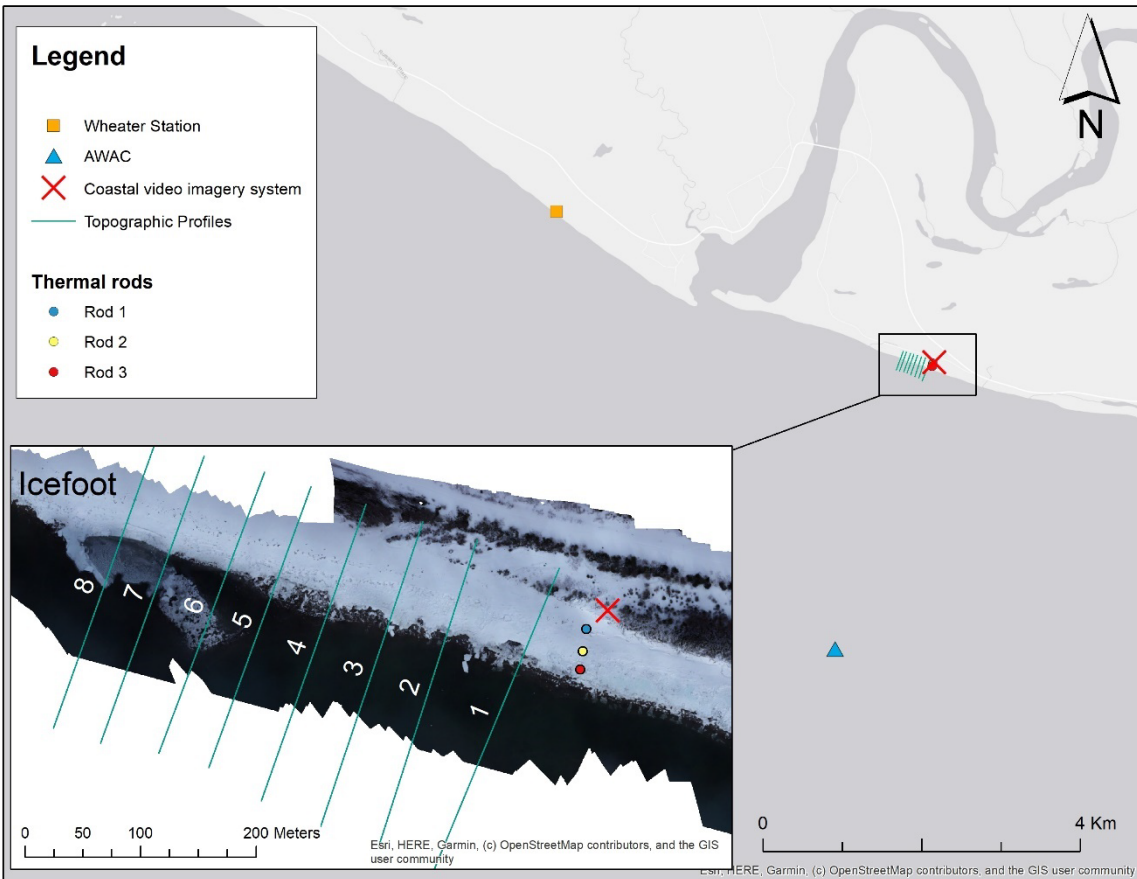 Legend
Wheater Station
AWAC
Coastal video imagery system
Topographic Profiles
Thermal rods
Rod 1
Rod 2
Rod 3
N
Icefoot
8
7
6
5
4
3
2
1
0 50 100 200 Meters
Esri, HERE, Garmin, (c) OpenStreetMap contributors, and the GIS
user community
0 4 Km
Esri, HERE, Garmin, (c) OpenStreetMap contributors, and the GIS user community